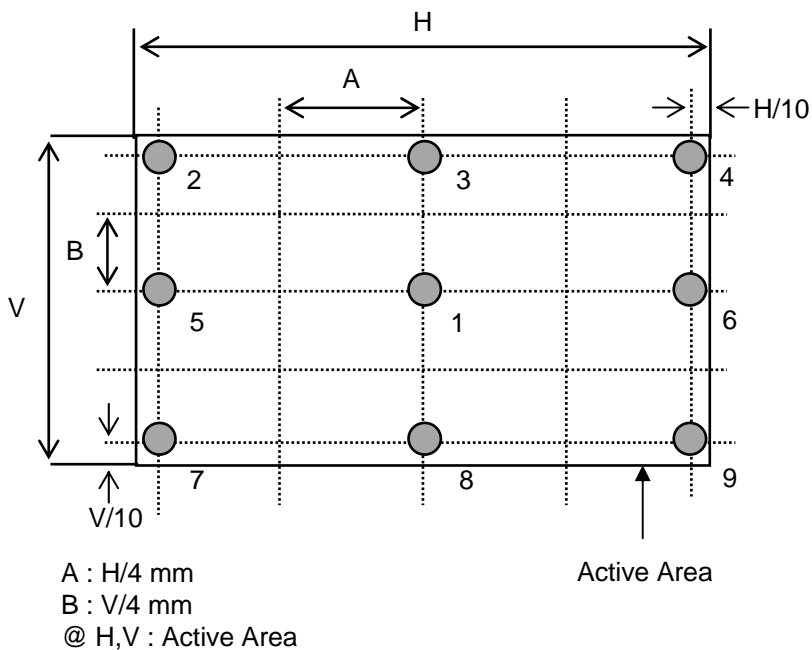 H
A
H/10
2
3
4
B
V
5
1
6
7
8
9
V/10
A : H/4 mm
Active Area
B : V/4 mm
@ H,V : Active Area